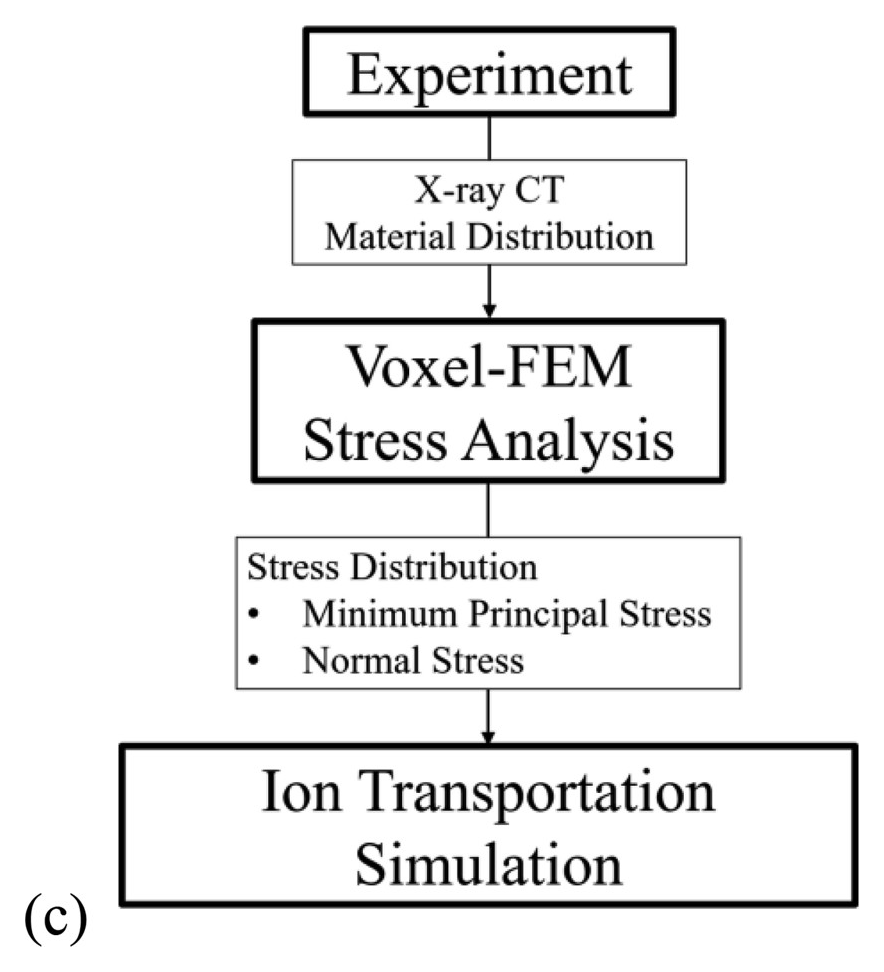 Experiment
X-ray CT
Material Distribution
Voxel-FEM
Stress Analysis
Stress Distribution
• Minimum Principal Stress
• Normal Stress
Ion Transportation
Simulation
(c)